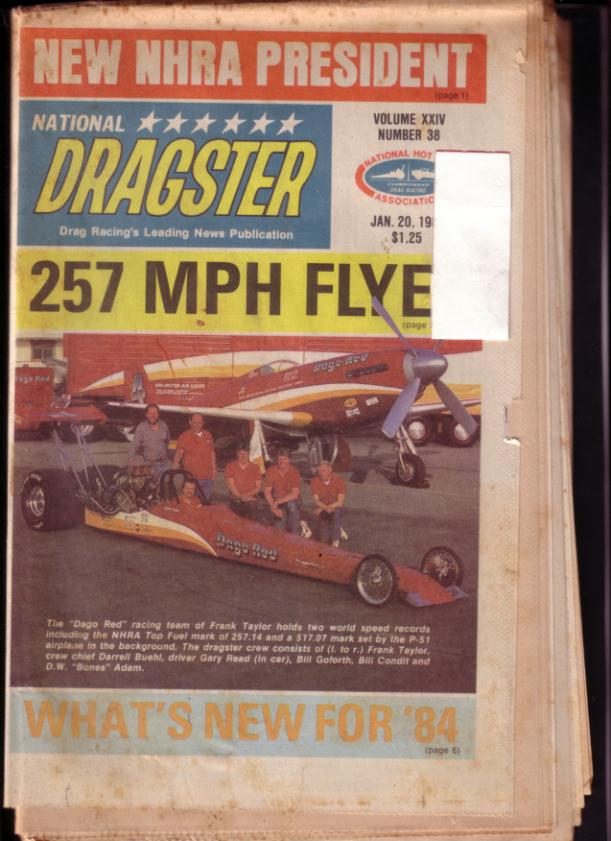 NEW NHRA PRESIDENT
(page 1)
NATIONAL
DRAGSTER
Drag Racing's Leading News Publication
VOLUME XXIV
NUMBER 38
NATIONAL HOT
CHAMPIONSHIP
DRAG RACING
ASSOCIATION
JAN. 20, 19
$1.25
257 MPH FLYE
(page
Dago Red
Dago Red
Dago Red
The "Dago Red" racing team of Frank Taylor holds two world speed records
including the NHRA Top Fuel mark of 257.14 and a 517.07 mark set by the P-51
airplane in the background. The dragster crew consists of (l. to r.) Frank Taylor,
crew chief Darrell Buehl, driver Gary Read (in car), Bill Goforth, Bill Condit and
D.W. "Bones" Adam.
WHAT'S NEW FOR '84
(page 6)